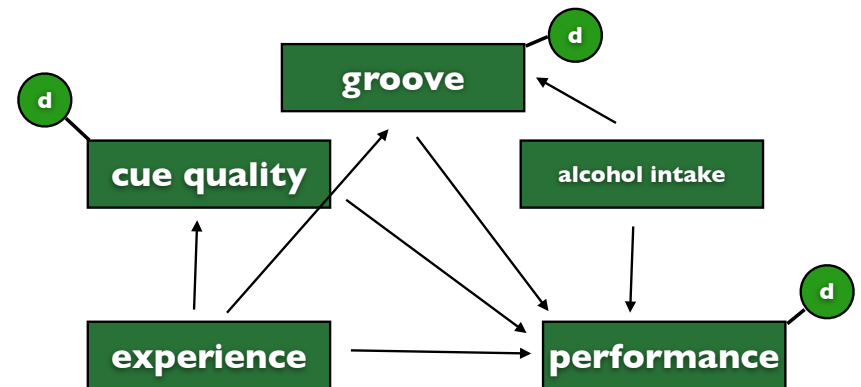 d
groove
d
cue quality
alcohol intake
d
experience
performance